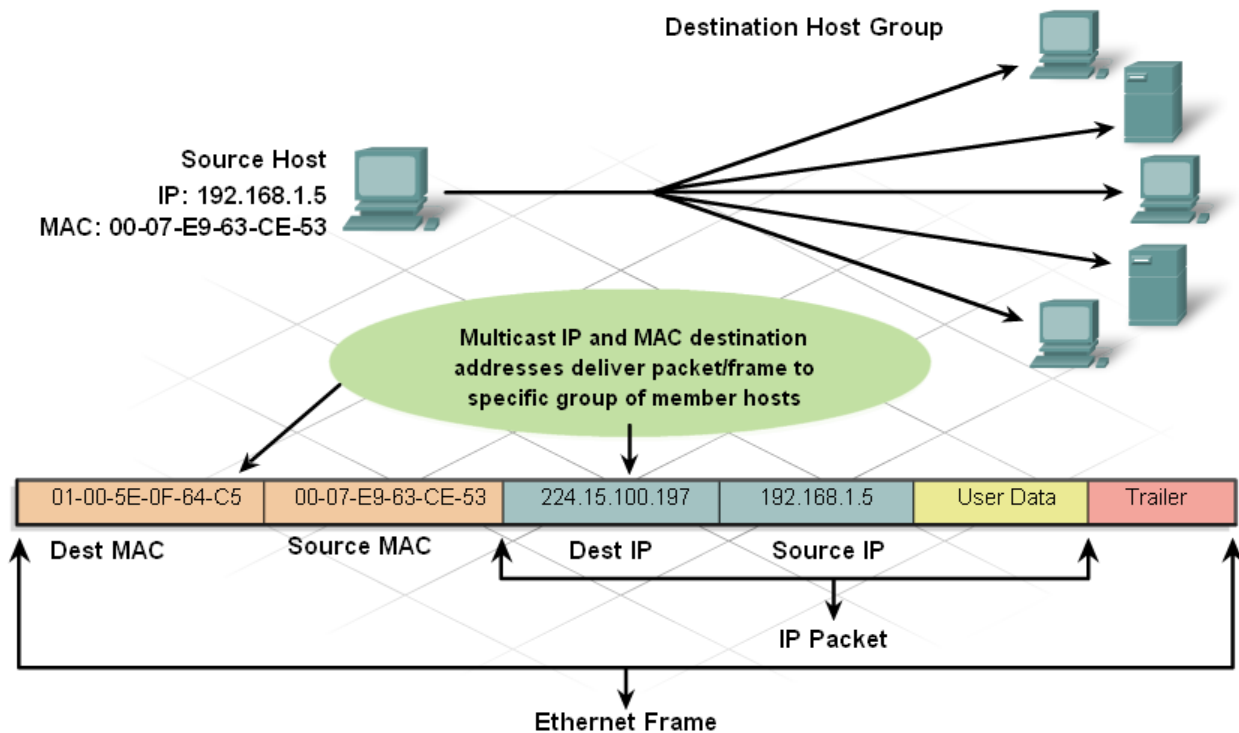 Destination Host Group
Source Host
IP: 192.168.1.5
MAC: 00-07-E9-63-CE-53
Multicast IP and MAC destination
addresses deliver packet/frame to
specific group of member hosts
01-00-5E-0F-64-C5 00-07-E9-63-CE-53 224.15.100.197 192.168.1.5 User Data Trailer
Dest MAC Source MAC Dest IP Source IP
IP Packet
Ethernet Frame